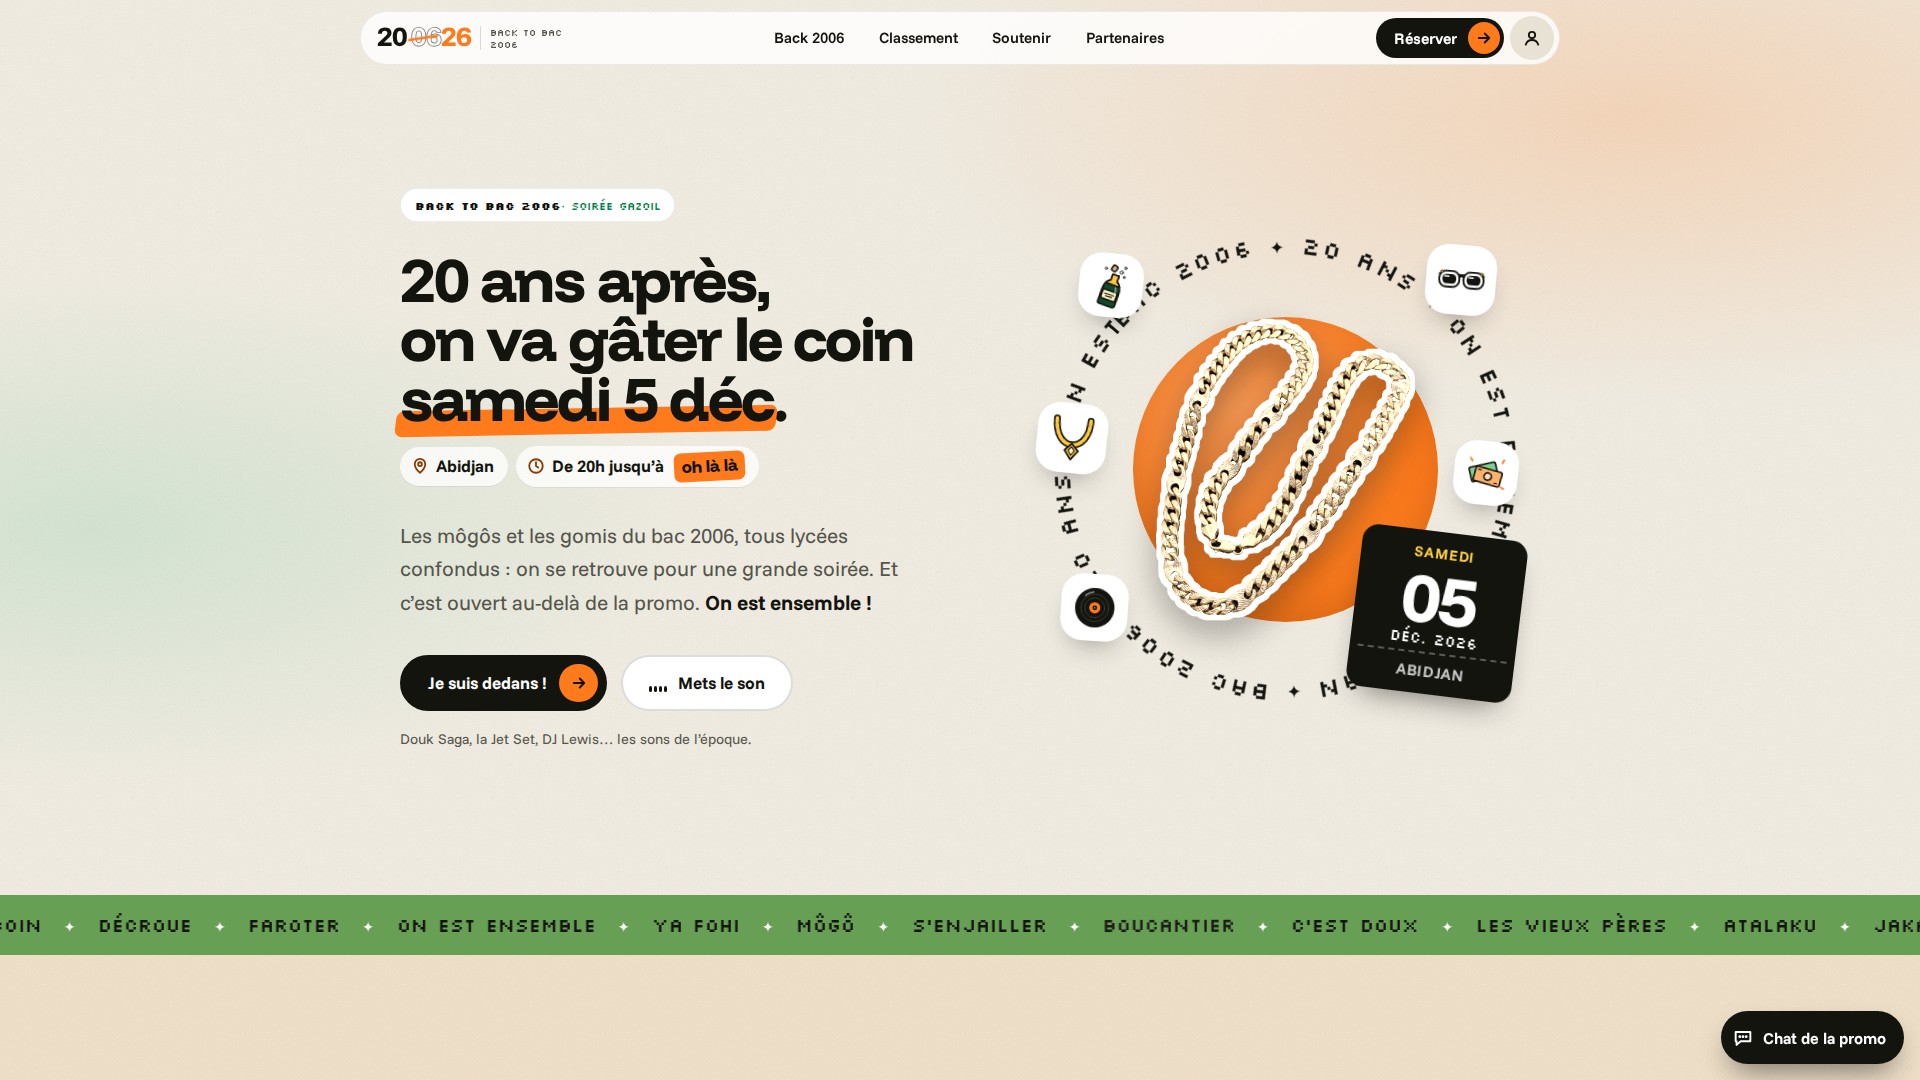 200626
BACK TO BAC
2006
Back 2006
Classement
Soutenir
Partenaires
Réserver
BACK TO BAC 2006 · SOIRÉE GAZOIL
20 ans après,
on va gâter le coin
samedi 5 déc.
Abidjan
De 20h jusqu’à oh là là
Les môgôs et les gomis du bac 2006, tous lycées
confondus : on se retrouve pour une grande soirée. Et
c’est ouvert au-delà de la promo. On est ensemble !
Je suis dedans !
Mets le son
Douk Saga, la Jet Set, DJ Lewis… les sons de l’époque.
2006 ✦ 20 ANS
ON EST
BAC 2006
ANS
SAMEDI
05
DÉC. 2026
ABIDJAN
COIN ✦ DÉCROUE ✦ FAROTER ✦ ON EST ENSEMBLE ✦ YA FOHI ✦ MÔGÔ ✦ S'ENJAILLER ✦ BOUCANTIER ✦ C'EST DOUX ✦ LES VIEUX PÈRES ✦ ATALAKU ✦
Chat de la promo